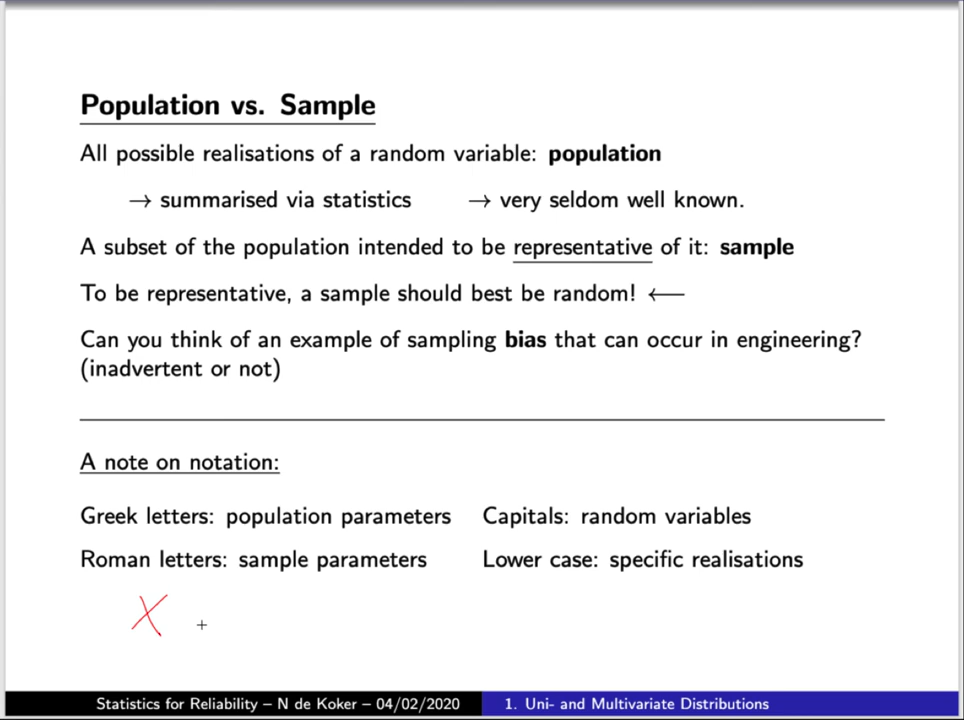 Population vs. Sample
All possible realisations of a random variable: population
→ summarised via statistics → very seldom well known.
A subset of the population intended to be representative of it: sample
To be representative, a sample should best be random! ←
Can you think of an example of sampling bias that can occur in engineering?
(inadvertent or not)
A note on notation:
Greek letters: population parameters Capitals: random variables
Roman letters: sample parameters Lower case: specific realisations
X
Statistics for Reliability – N de Koker – 04/02/2020 1. Uni- and Multivariate Distributions